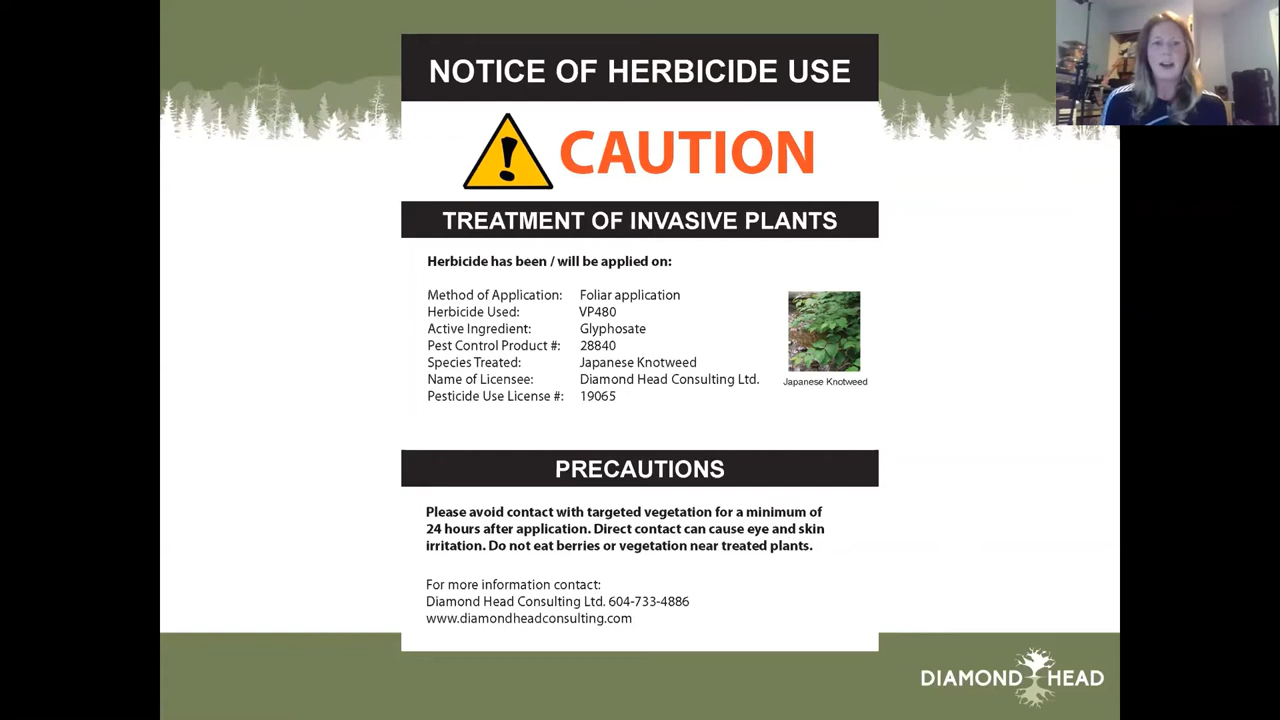 NOTICE OF HERBICIDE USE
CAUTION
TREATMENT OF INVASIVE PLANTS
Herbicide has been / will be applied on:
Method of Application: Foliar application
Herbicide Used: VP480
Active Ingredient: Glyphosate
Pest Control Product #: 28840
Species Treated: Japanese Knotweed
Name of Licensee: Diamond Head Consulting Ltd.
Pesticide Use License #: 19065
Japanese Knotweed
PRECAUTIONS
Please avoid contact with targeted vegetation for a minimum of
24 hours after application. Direct contact can cause eye and skin
irritation. Do not eat berries or vegetation near treated plants.
For more information contact:
Diamond Head Consulting Ltd. 604-733-4886
www.diamondheadconsulting.com
DIAMOND HEAD